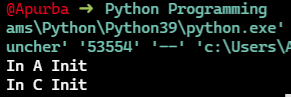 @Apurba → Python Programming
ams\Python\Python39\python.exe'
uncher' '53554' '--' 'c:\Users\A
In A Init
In C Init